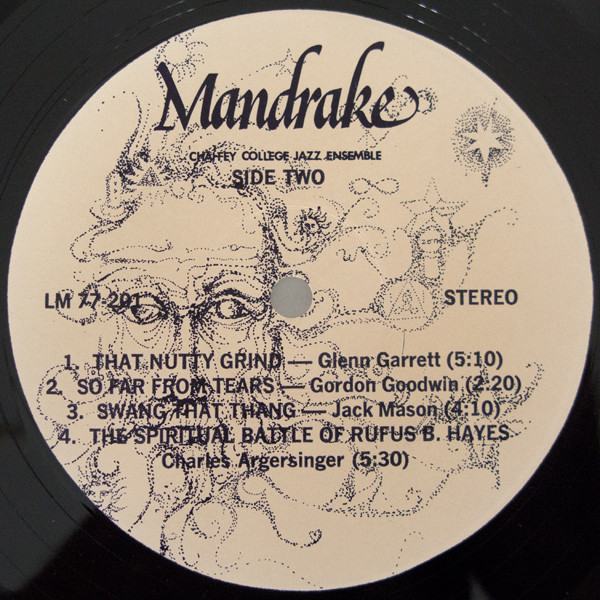 Mandrake
CHAFFEY COLLEGE JAZZ ENSEMBLE
SIDE TWO
LM 77-201 STEREO
1. THAT NUTTY GRIND — Glenn Garrett (5:10)
2. SO FAR FROM TEARS — Gordon Goodwin (2:20)
3. SWANG THAT THANG — Jack Mason (4:10)
4. THE SPIRITUAL BATTLE OF RUFUS B. HAYES
Charles Argersinger (5:30)